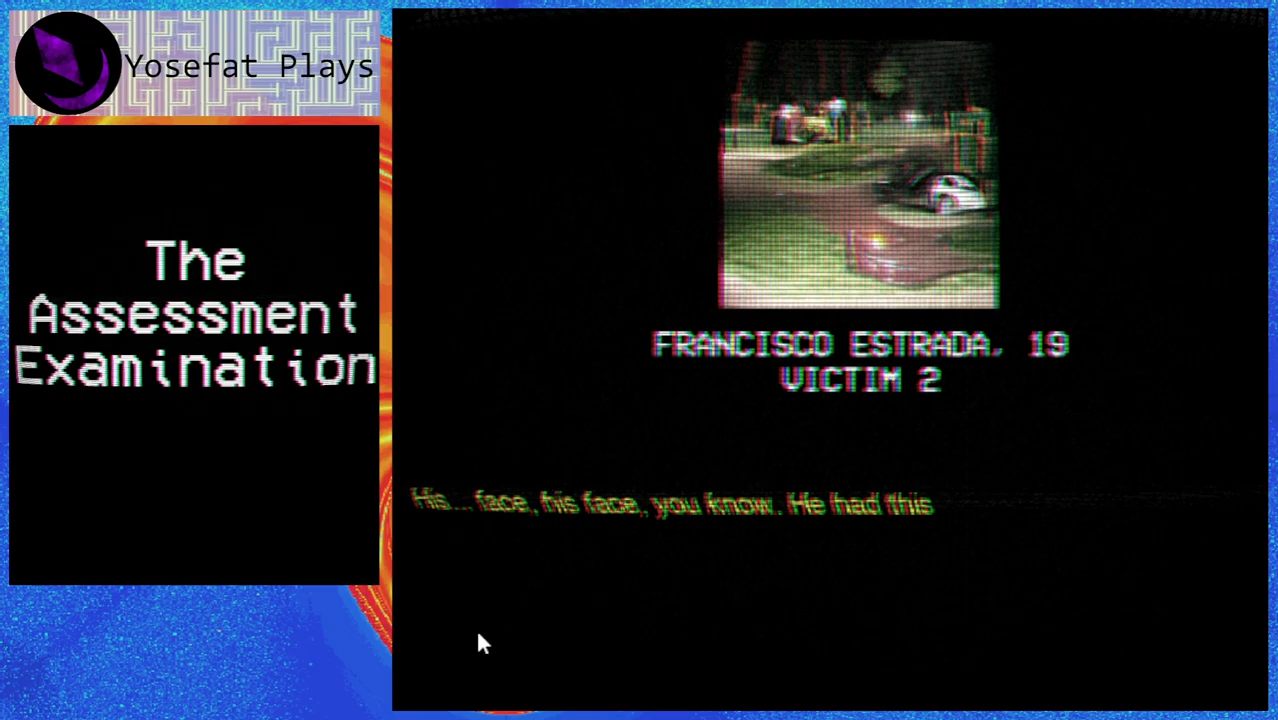 Yosefat Plays
The
Assessment
Examination
FRANCISCO ESTRADA, 19
VICTIM 2
His... face, his face, you know. He had this